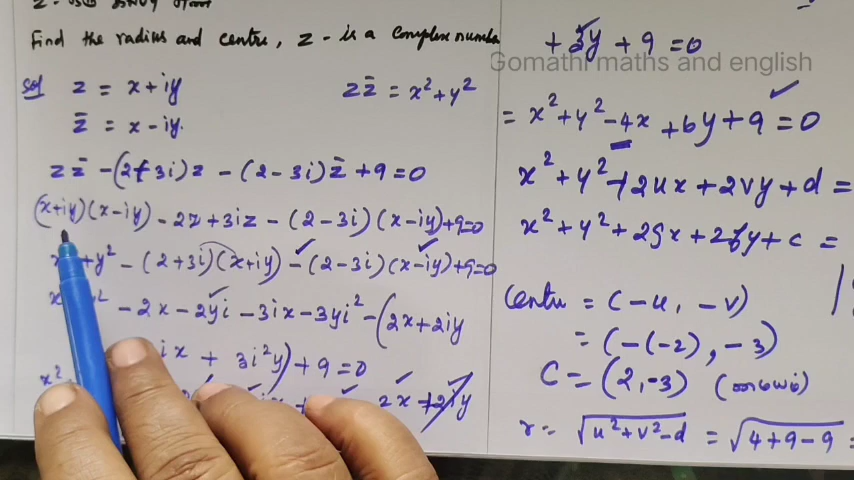 Find the radius and centre, z - is a complex number
Sol z = x+iy
z z̄ = x² + y²
z̄ = x - iy.
z z̄ - (2+3i)z - (2-3i) z̄ + 9 = 0
(x+iy)(x-iy) - 2z + 3iz - (2-3i)(x-iy) + 9 = 0
+ y² - (2+3i)(x+iy) - (2-3i)(x-iy) + 9 = 0
- 2x - 2yi - 3ix - 3yi² - (2x + 2iy
ix + 3i²y) + 9 = 0
x²
2x + 2iy
+ 3y + 9 = 0
Gomathi maths and english
= x² + y² - 4x + 6y + 9 = 0
x² + y² + 2ux + 2vy + d =
x² + y² + 2gx + 2fy + c =
Centre = (-u, -v)
= (-(-2), -3)
C = (2, -3)
r = √u² + v² - d = √4 + 9 - 9 =